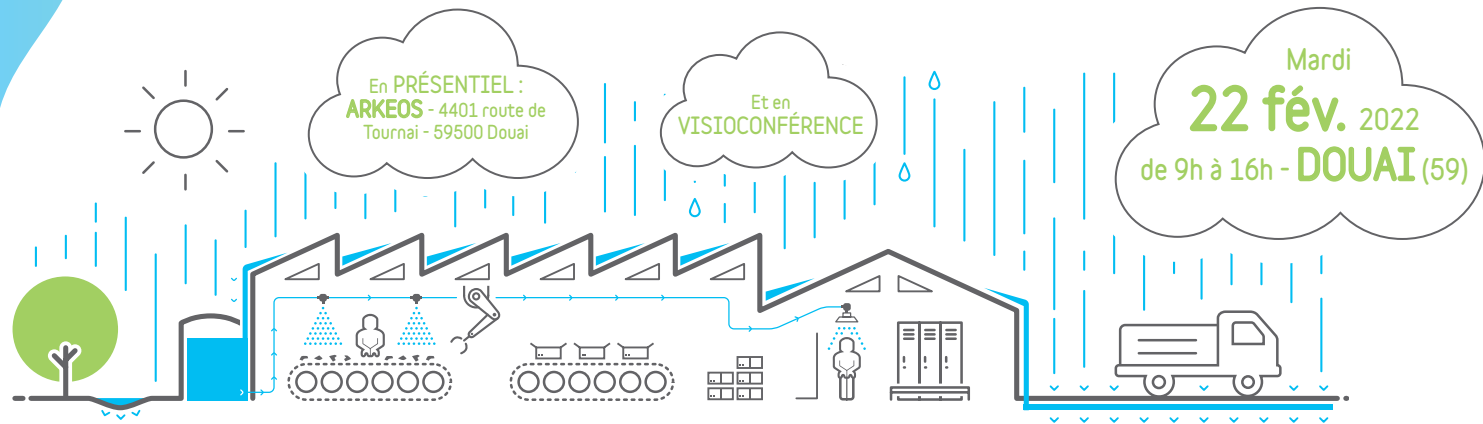 En PRÉSENTIEL :
ARKEOS - 4401 route de
Tournai - 59500 Douai
Et en
VISIOCONFÉRENCE
Mardi
22 fév. 2022
de 9h à 16h - DOUAI (59)